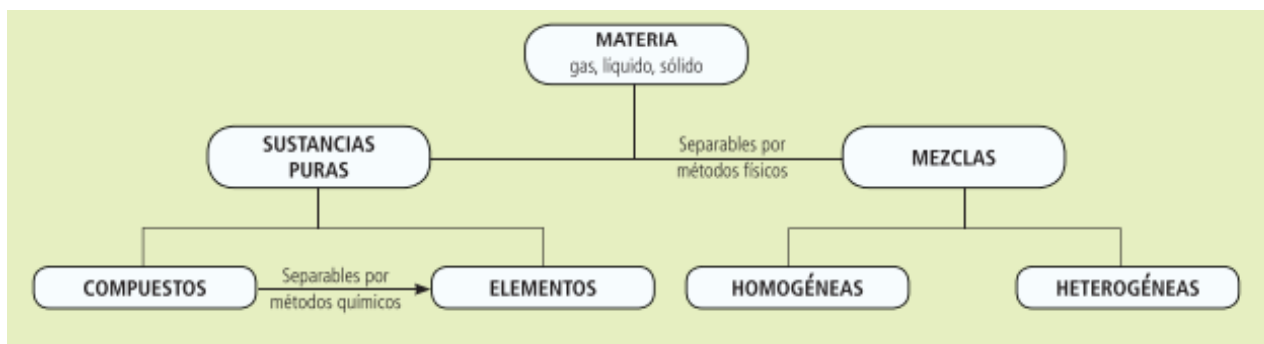 MATERIA
gas, líquido, sólido
SUSTANCIAS
PURAS
Separables por
métodos físicos
MEZCLAS
COMPUESTOS
Separables por
métodos químicos
ELEMENTOS
HOMOGÉNEAS
HETEROGÉNEAS